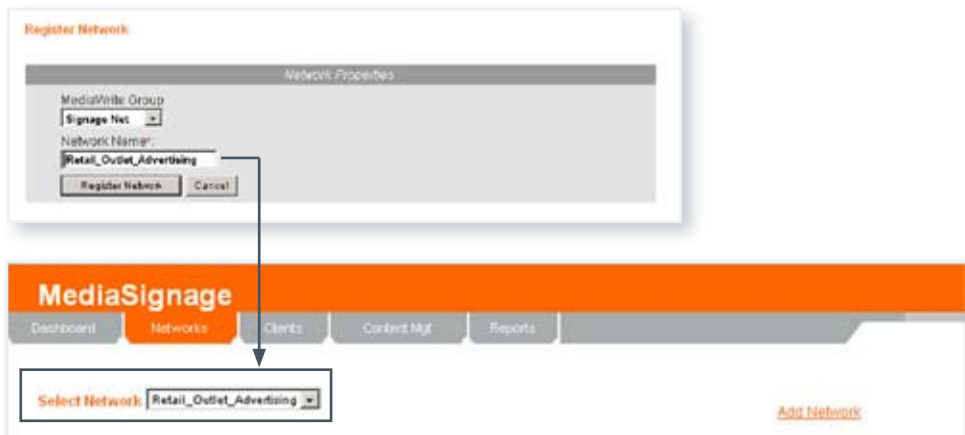 Register Network
Network Properties
MediaWrite Group
Signage Net
Network Name*:
Retail_Outlet_Advertising
Register Network Cancel
MediaSignage
Dashboard Networks Clients Content Mgt Reports
Select Network Retail_Outlet_Advertising
Add Network